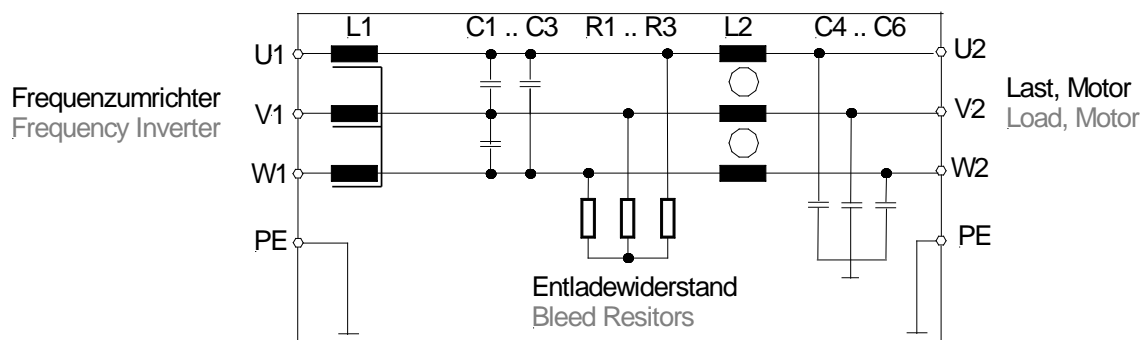 L1 C1 .. C3 R1 .. R3 L2 C4 .. C6
U1 U2
Frequenzumrichter
Frequency Inverter
V1 V2
Last, Motor
Load, Motor
W1 W2
PE PE
Entladewiderstand
Bleed Resitors